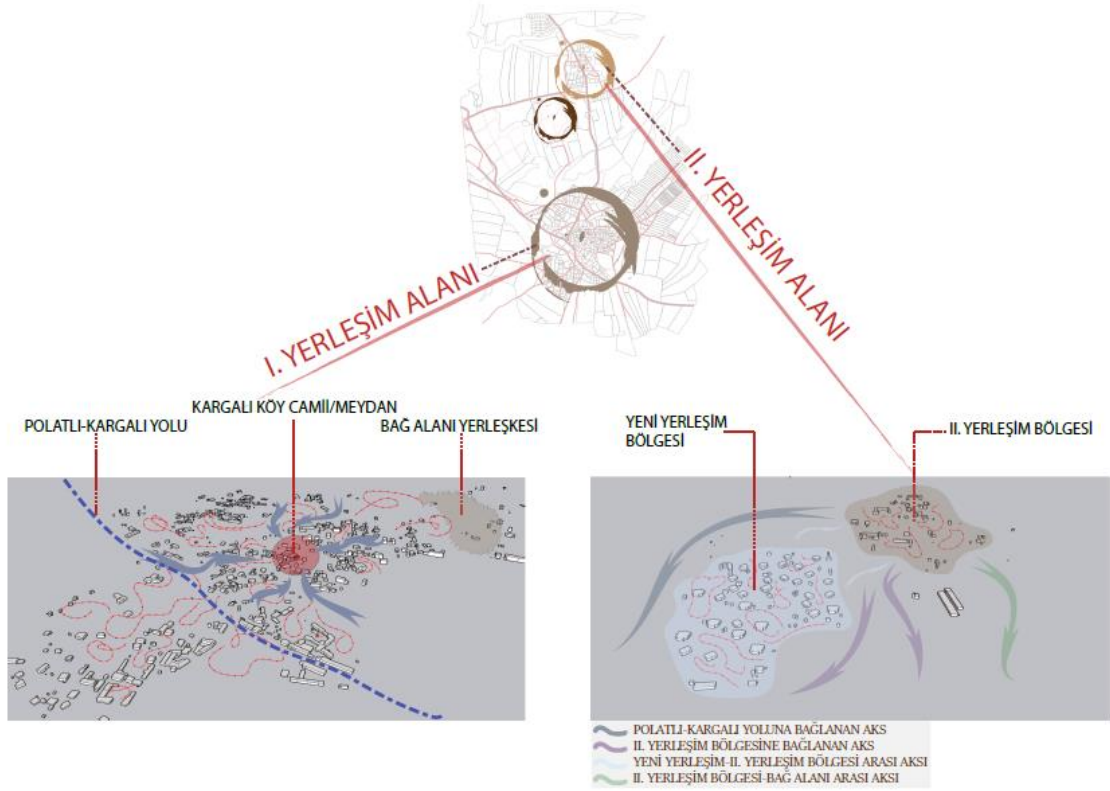 II. YERLEŞİM ALANI
I. YERLEŞİM ALANI
KARGALI KÖY CAMİİ/MEYDAN
POLATLI-KARGALI YOLU
BAĞ ALANI YERLEŞKESİ
YENİ YERLEŞİM
BÖLGESİ
II. YERLEŞİM BÖLGESİ
POLATLI-KARGALI YOLUNA BAĞLANAN AKS
II. YERLEŞİM BÖLGESİNE BAĞLANAN AKS
YENİ YERLEŞİM-II. YERLEŞİM BÖLGESİ ARASI AKSI
II. YERLEŞİM BÖLGESİ-BAĞ ALANI ARASI AKSI